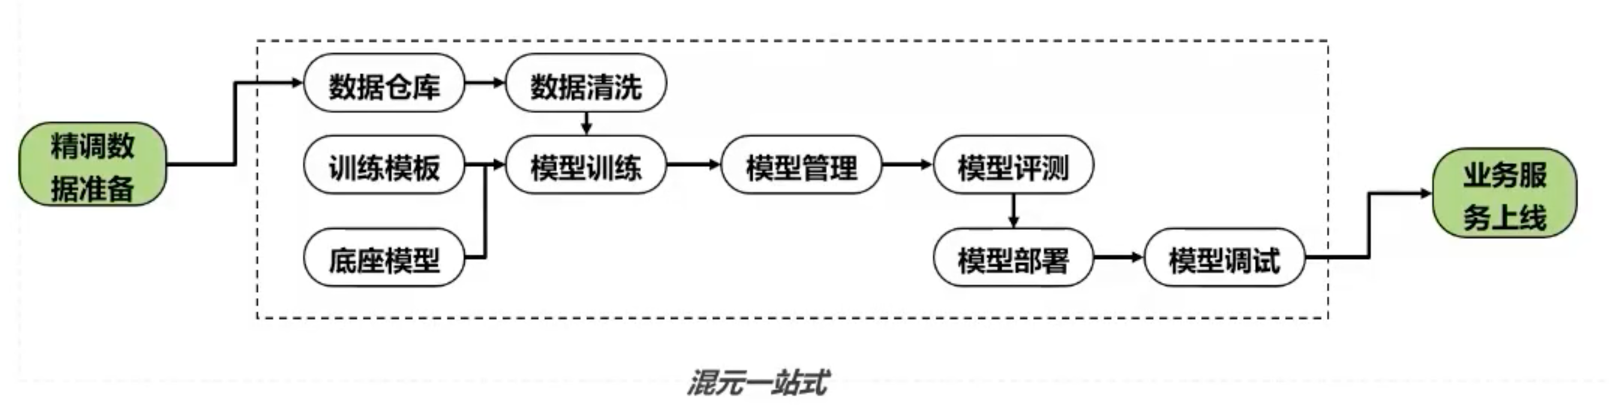 精调数
据准备
数据仓库
数据清洗
训练模板
模型训练
模型管理
模型评测
底座模型
模型部署
模型调试
业务服
务上线
混元一站式